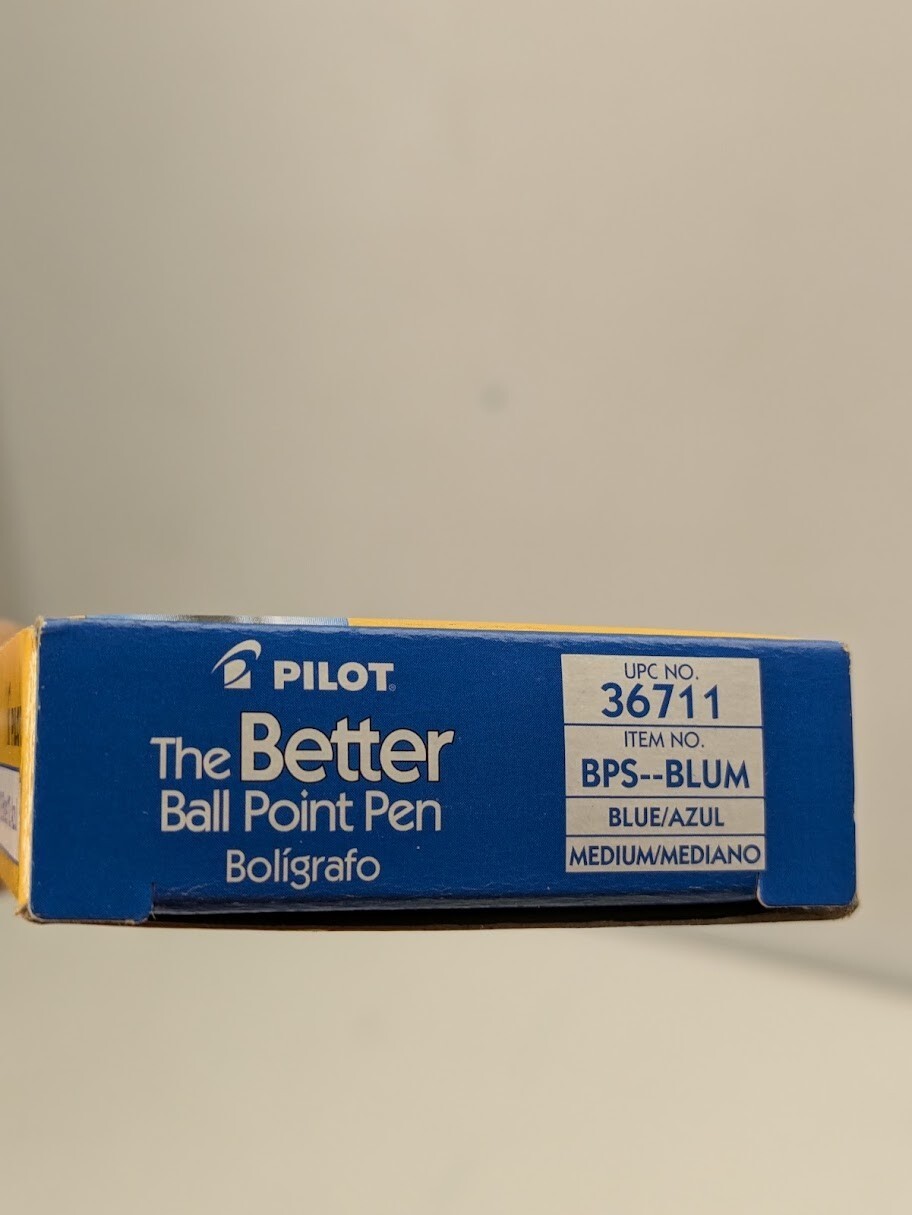 PILOT
The Better
Ball Point Pen
Bolígrafo
UPC NO.
36711
ITEM NO.
BPS--BLUM
BLUE/AZUL
MEDIUM/MEDIANO